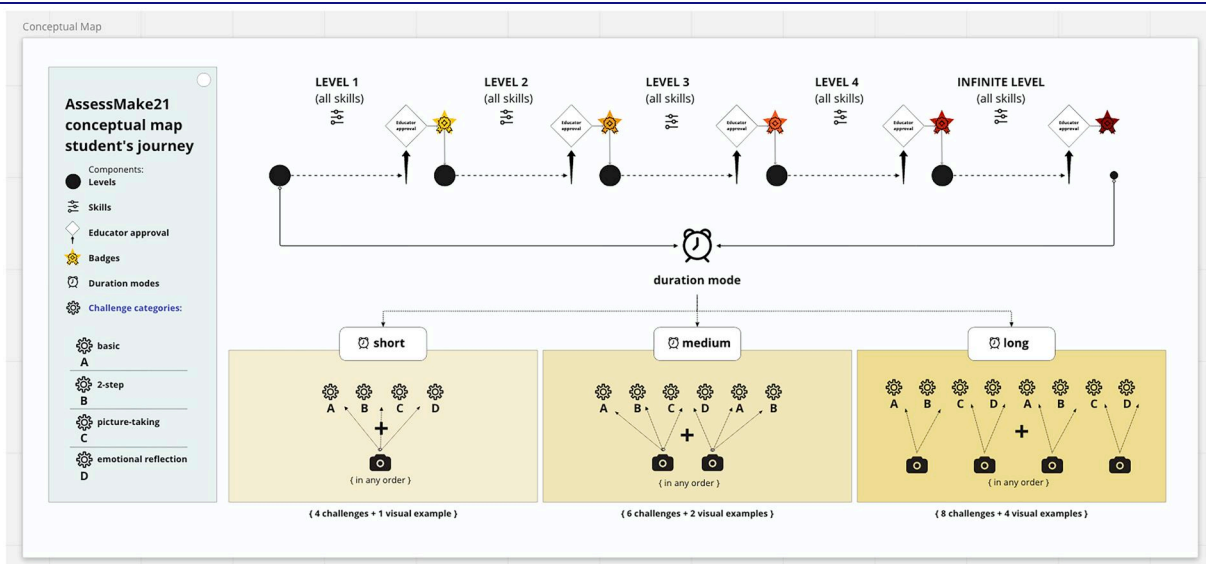 Conceptual Map
AssessMake21
conceptual map
student's journey
Components:
Levels
Skills
Educator approval
Badges
Duration modes
Challenge categories:
basic
A
2-step
B
picture-taking
C
emotional reflection
D
LEVEL 1
(all skills)
LEVEL 2
(all skills)
LEVEL 3
(all skills)
LEVEL 4
(all skills)
INFINITE LEVEL
(all skills)
Educator
approval
Educator
approval
Educator
approval
Educator
approval
Educator
approval
duration mode
short
A B C D
+
{ in any order }
{ 4 challenges + 1 visual example }
medium
A B C D A B
+
{ in any order }
{ 6 challenges + 2 visual examples }
long
A B C D A B C D
+
{ in any order }
{ 8 challenges + 4 visual examples }